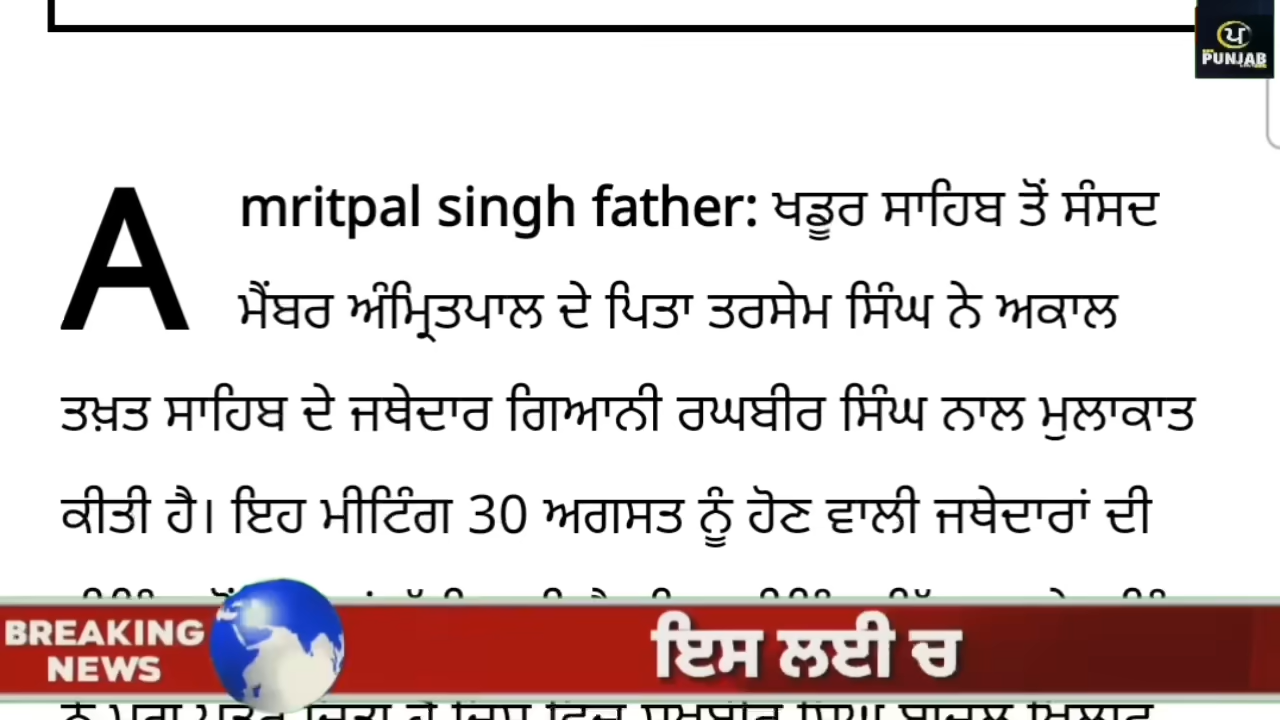 ਪ
PUNJAB
Amritpal singh father: ਖਡੂਰ ਸਾਹਿਬ ਤੋਂ ਸੰਸਦ
ਮੈਂਬਰ ਅੰਮ੍ਰਿਤਪਾਲ ਦੇ ਪਿਤਾ ਤਰਸੇਮ ਸਿੰਘ ਨੇ ਅਕਾਲ
ਤਖ਼ਤ ਸਾਹਿਬ ਦੇ ਜਥੇਦਾਰ ਗਿਆਨੀ ਰਘਬੀਰ ਸਿੰਘ ਨਾਲ ਮੁਲਾਕਾਤ
ਕੀਤੀ ਹੈ। ਇਹ ਮੀਟਿੰਗ 30 ਅਗਸਤ ਨੂੰ ਹੋਣ ਵਾਲੀ ਜਥੇਦਾਰਾਂ ਦੀ
BREAKING
NEWS
ਇਸ ਲਈ ਚ